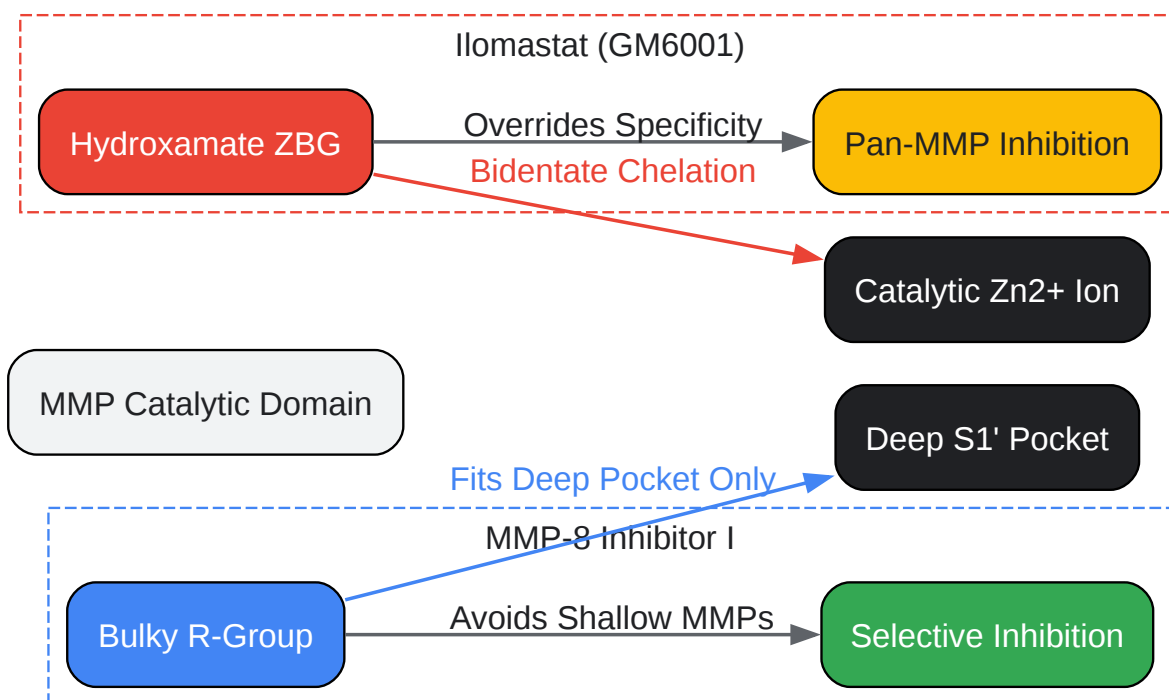 Ilomastat (GM6001)
Hydroxamate ZBG
Overrides Specificity
Pan-MMP Inhibition
Bidentate Chelation
Catalytic Zn2+ Ion
MMP Catalytic Domain
Deep S1' Pocket
Fits Deep Pocket Only
MMP-8 Inhibitor I
Bulky R-Group
Avoids Shallow MMPs
Selective Inhibition